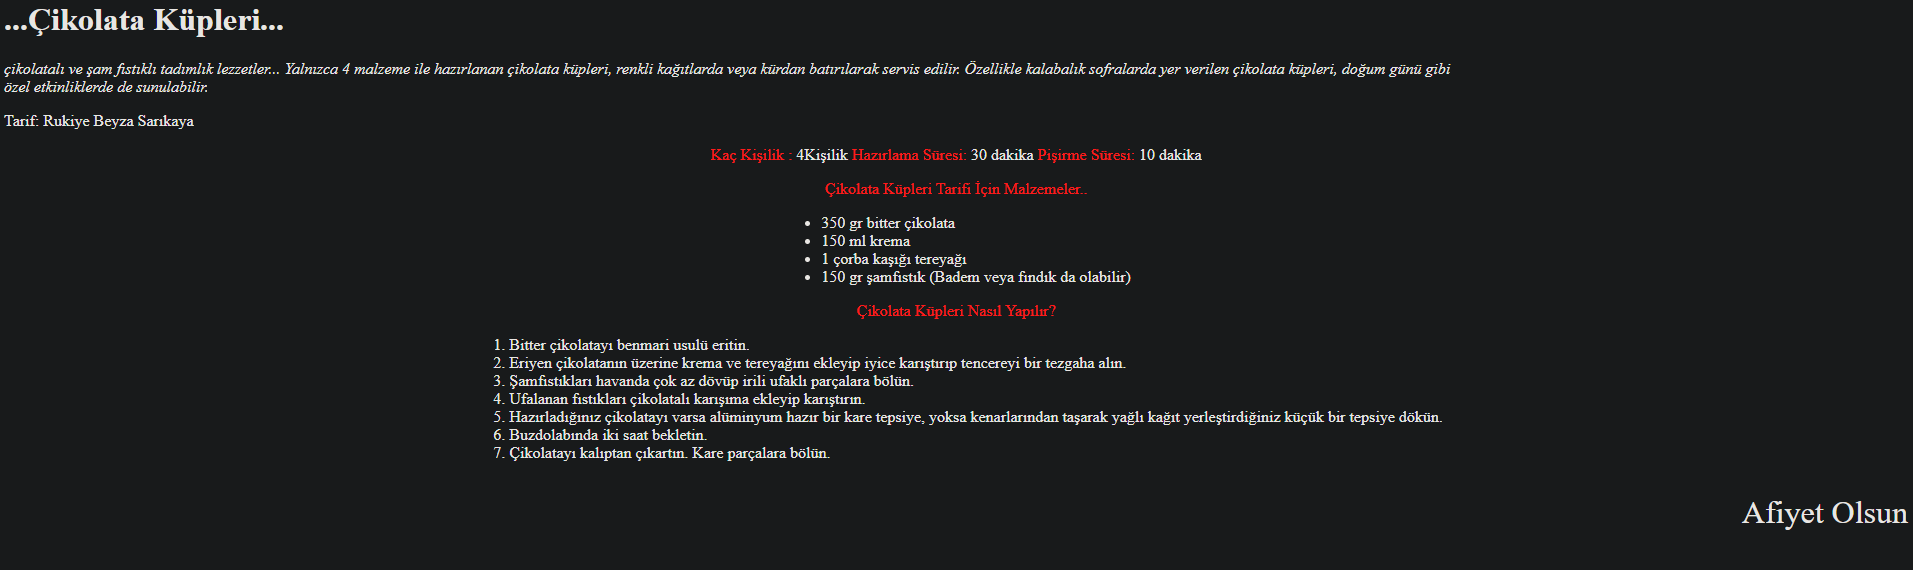 ...Çikolata Küpleri...
çikolatalı ve şam fıstıklı tadımlık lezzetler... Yalnızca 4 malzeme ile hazırlanan çikolata küpleri, renkli kağıtlarda veya kürdan batırılarak servis edilir. Özellikle kalabalık sofralarda yer verilen çikolata küpleri, doğum günü gibi
özel etkinliklerde de sunulabilir.
Tarif: Rukiye Beyza Sarıkaya
Kaç Kişilik : 4Kişilik Hazırlama Süresi: 30 dakika Pişirme Süresi: 10 dakika
Çikolata Küpleri Tarifi İçin Malzemeler..
• 350 gr bitter çikolata
• 150 ml krema
• 1 çorba kaşığı tereyağı
• 150 gr şamfıstık (Badem veya fındık da olabilir)
Çikolata Küpleri Nasıl Yapılır?
1. Bitter çikolatayı benmari usulü eritin.
2. Eriyen çikolatanın üzerine krema ve tereyağını ekleyip iyice karıştırıp tencereyi bir tezgaha alın.
3. Şamfıstıkları havanda çok az dövüp irili ufaklı parçalara bölün.
4. Ufalanan fıstıkları çikolatalı karışıma ekleyip karıştırın.
5. Hazırladığınız çikolatayı varsa alüminyum hazır bir kare tepsiye, yoksa kenarlarından taşarak yağlı kağıt yerleştirdiğiniz küçük bir tepsiye dökün.
6. Buzdolabında iki saat bekletin.
7. Çikolatayı kalıptan çıkartın. Kare parçalara bölün.
Afiyet Olsun